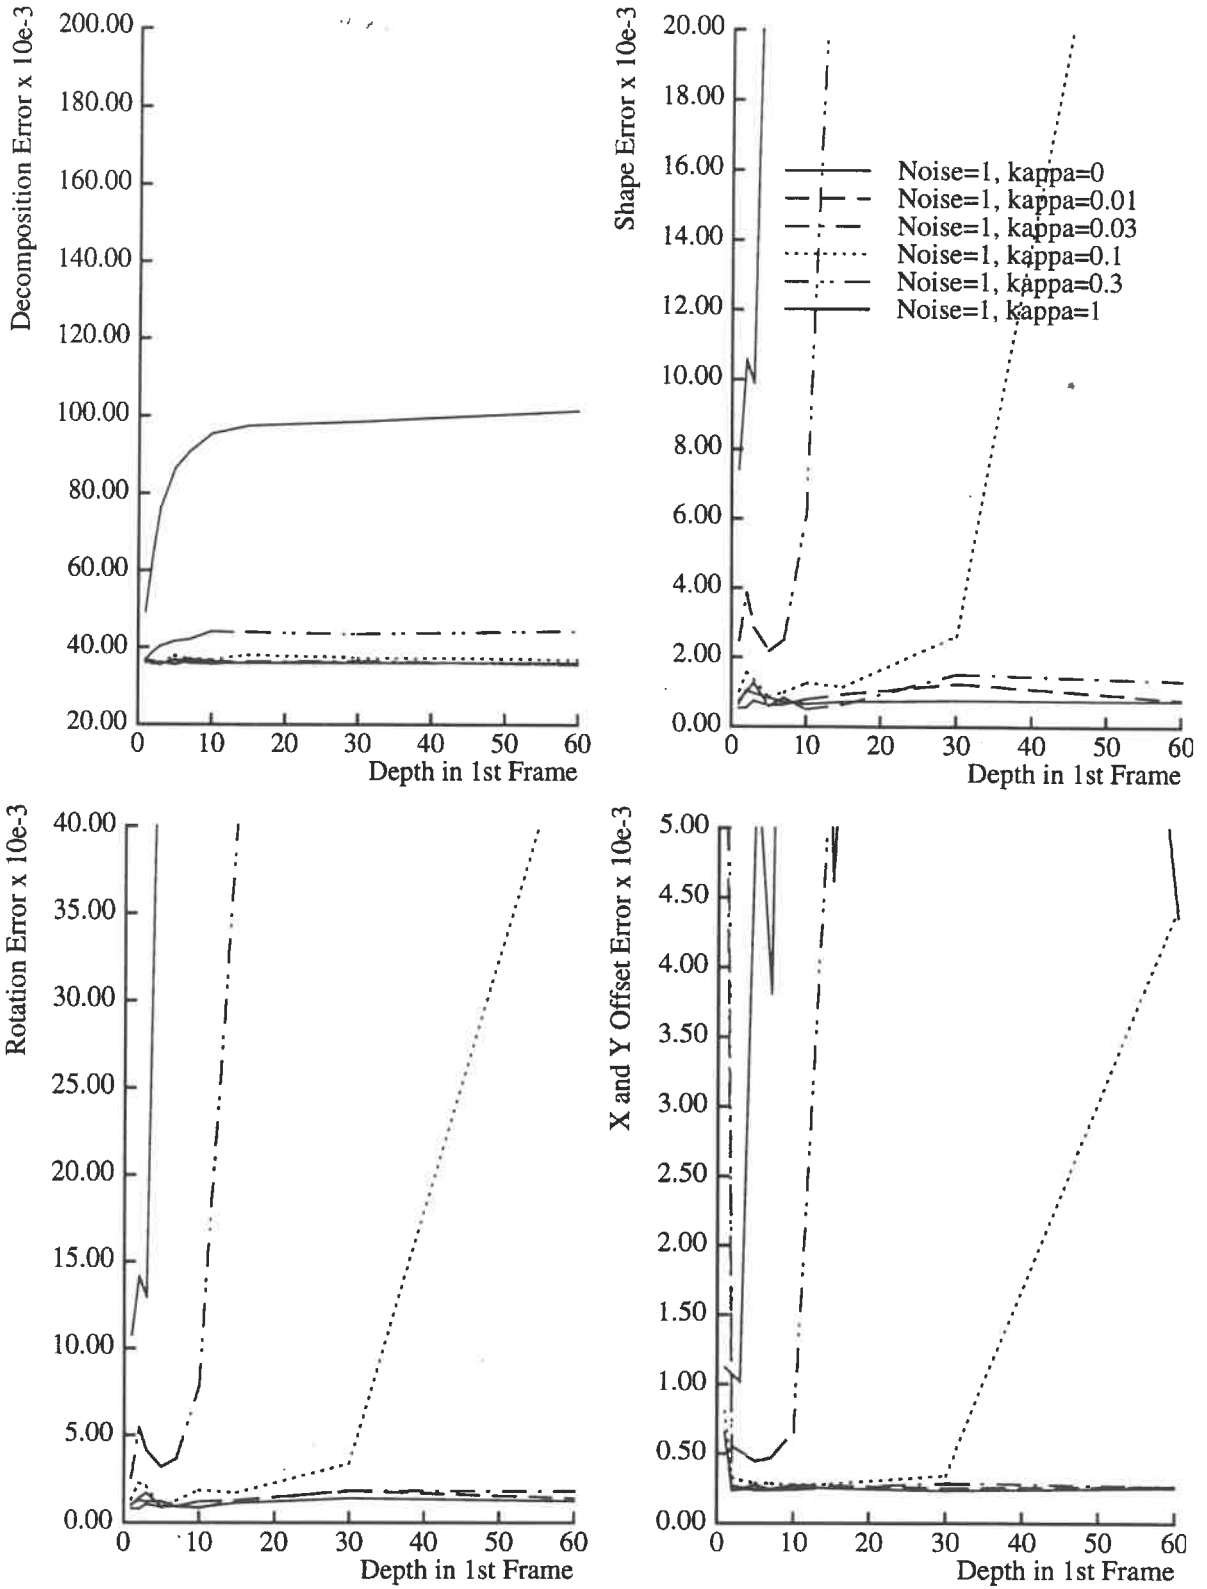 Decomposition Error x 10e-3
200.00
180.00
160.00
140.00
120.00
100.00
80.00
60.00
40.00
20.00
0 10 20 30 40 50 60
Depth in 1st Frame
Shape Error x 10e-3
20.00
18.00
16.00
14.00
12.00
10.00
8.00
6.00
4.00
2.00
0.00
Noise=1, kappa=0
Noise=1, kappa=0.01
Noise=1, kappa=0.03
Noise=1, kappa=0.1
Noise=1, kappa=0.3
Noise=1, kappa=1
0 10 20 30 40 50 60
Depth in 1st Frame
Rotation Error x 10e-3
40.00
35.00
30.00
25.00
20.00
15.00
10.00
5.00
0.00
0 10 20 30 40 50 60
Depth in 1st Frame
X and Y Offset Error x 10e-3
5.00
4.50
4.00
3.50
3.00
2.50
2.00
1.50
1.00
0.50
0.00
0 10 20 30 40 50 60
Depth in 1st Frame